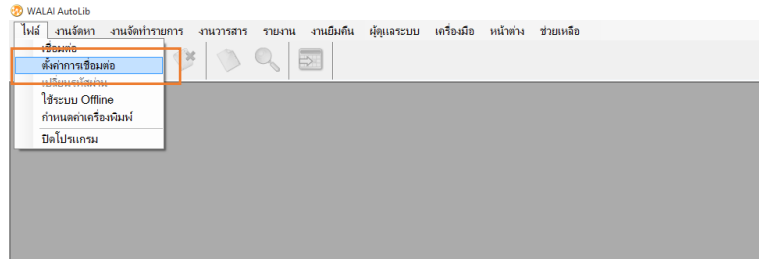 WALAI AutoLib
ไฟล์ งานจัดหา งานจัดทำรายการ งานวารสาร รายงาน งานยืมคืน ผู้ดูแลระบบ เครื่องมือ หน้าต่าง ช่วยเหลือ
เชื่อมต่อ
ตั้งค่าการเชื่อมต่อ
เปลี่ยนรหัสผ่าน
ใช้ระบบ Offline
กำหนดค่าเครื่องพิมพ์
ปิดโปรแกรม